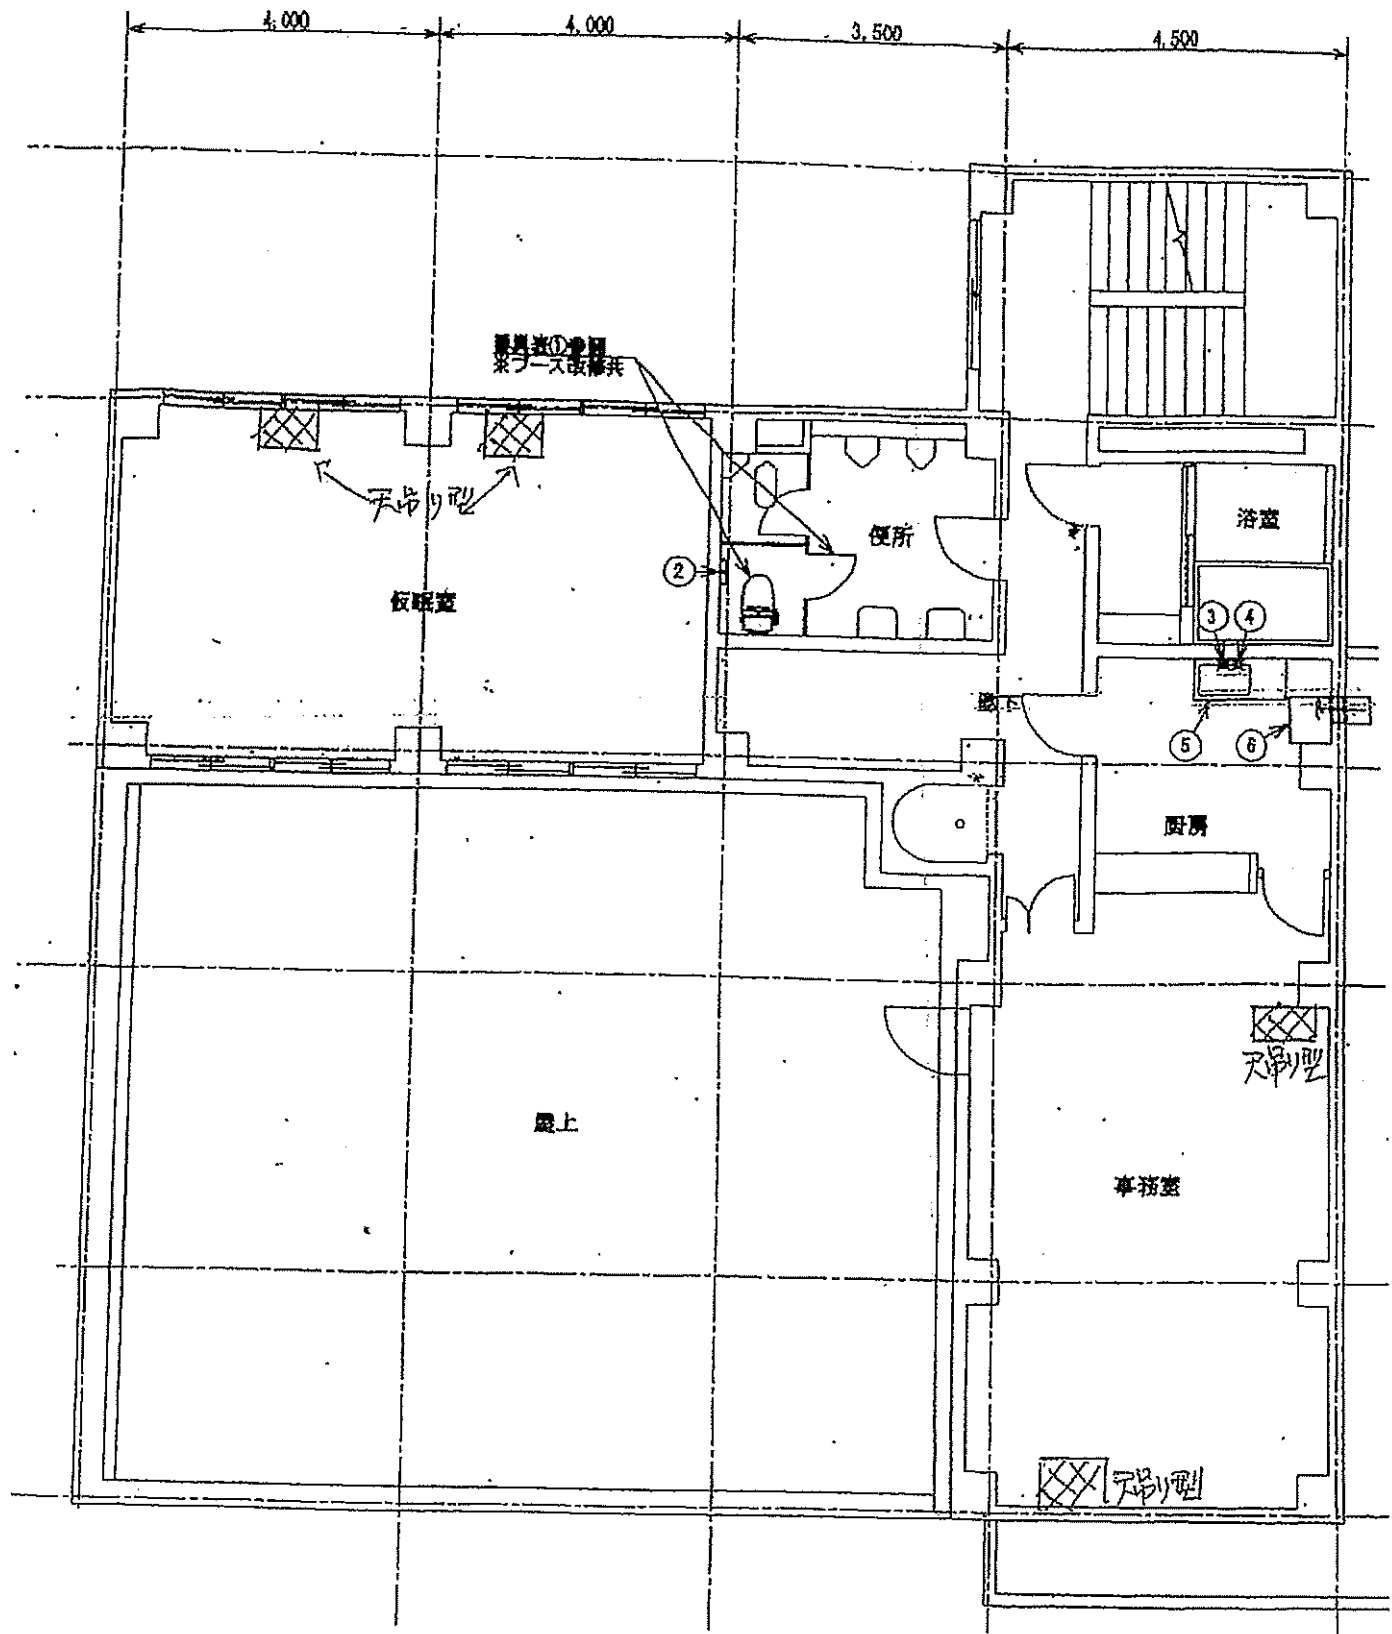 4,000
4,000
3,500
4,500
器具表①参照
※ブース改修共
天吊り型
便所
浴室
②
仮眠室
③
④
廊下
⑤
⑥
厨房
天吊り型
屋上
事務室
天吊り型